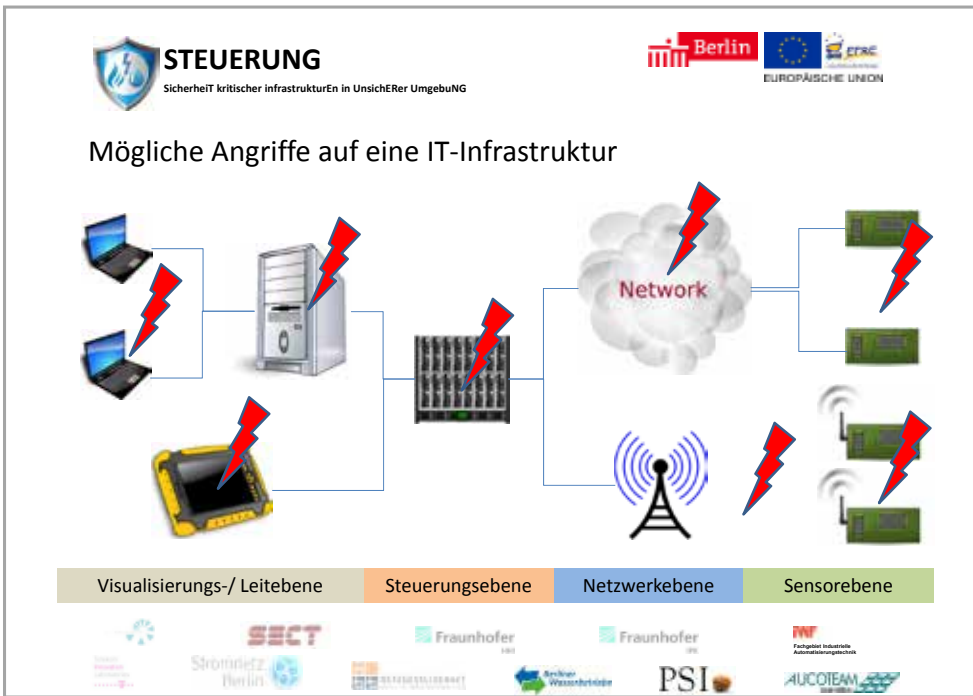 STEUERUNG
SicherheiT kritischer infrastrukturEn in UnsichERer UmgebuNG
Berlin
EUROPÄISCHE UNION
Mögliche Angriffe auf eine IT-Infrastruktur
Network
Visualisierungs-/ Leitebene
Steuerungsebene
Netzwerkebene
Sensorebene
SECT
Fraunhofer
Fraunhofer
Fachgebiet Industrielle
Automatisierungstechnik
Stromnetz
Berlin
Berliner
Wasserbetriebe
PSI
AUCOTEAM